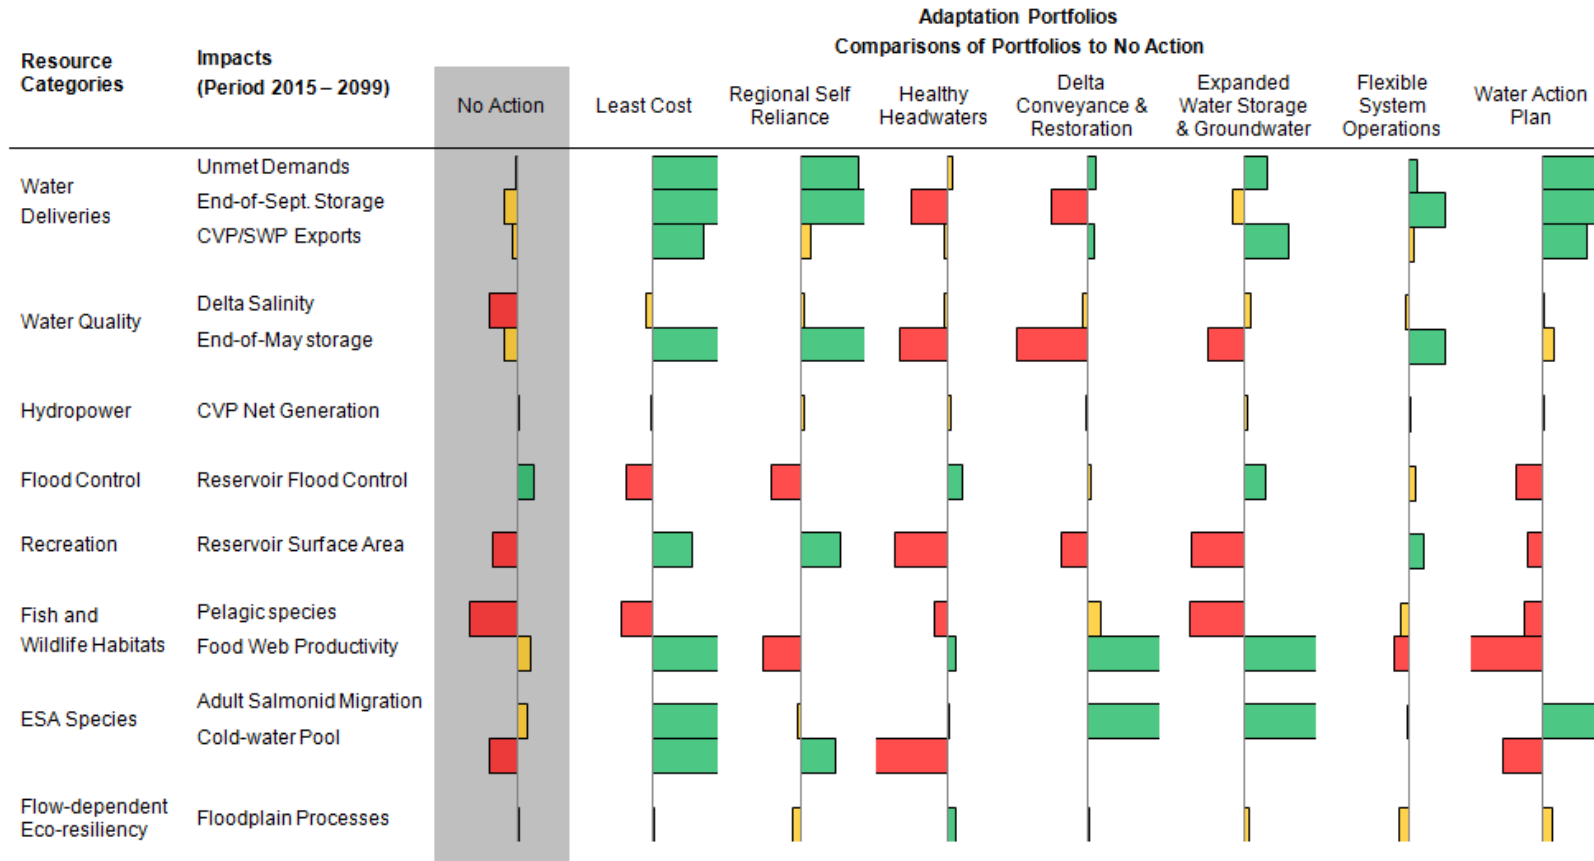 Adaptation Portfolios
Comparisons of Portfolios to No Action
Resource
Categories
Impacts
(Period 2015 – 2099)
No Action
Least Cost
Regional Self
Reliance
Healthy
Headwaters
Delta
Conveyance &
Restoration
Expanded
Water Storage
& Groundwater
Flexible
System
Operations
Water Action
Plan
Water
Deliveries
Unmet Demands
End-of-Sept. Storage
CVP/SWP Exports
Water Quality
Delta Salinity
End-of-May storage
Hydropower
CVP Net Generation
Flood Control
Reservoir Flood Control
Recreation
Reservoir Surface Area
Fish and
Wildlife Habitats
Pelagic species
Food Web Productivity
ESA Species
Adult Salmonid Migration
Cold-water Pool
Flow-dependent
Eco-resiliency
Floodplain Processes